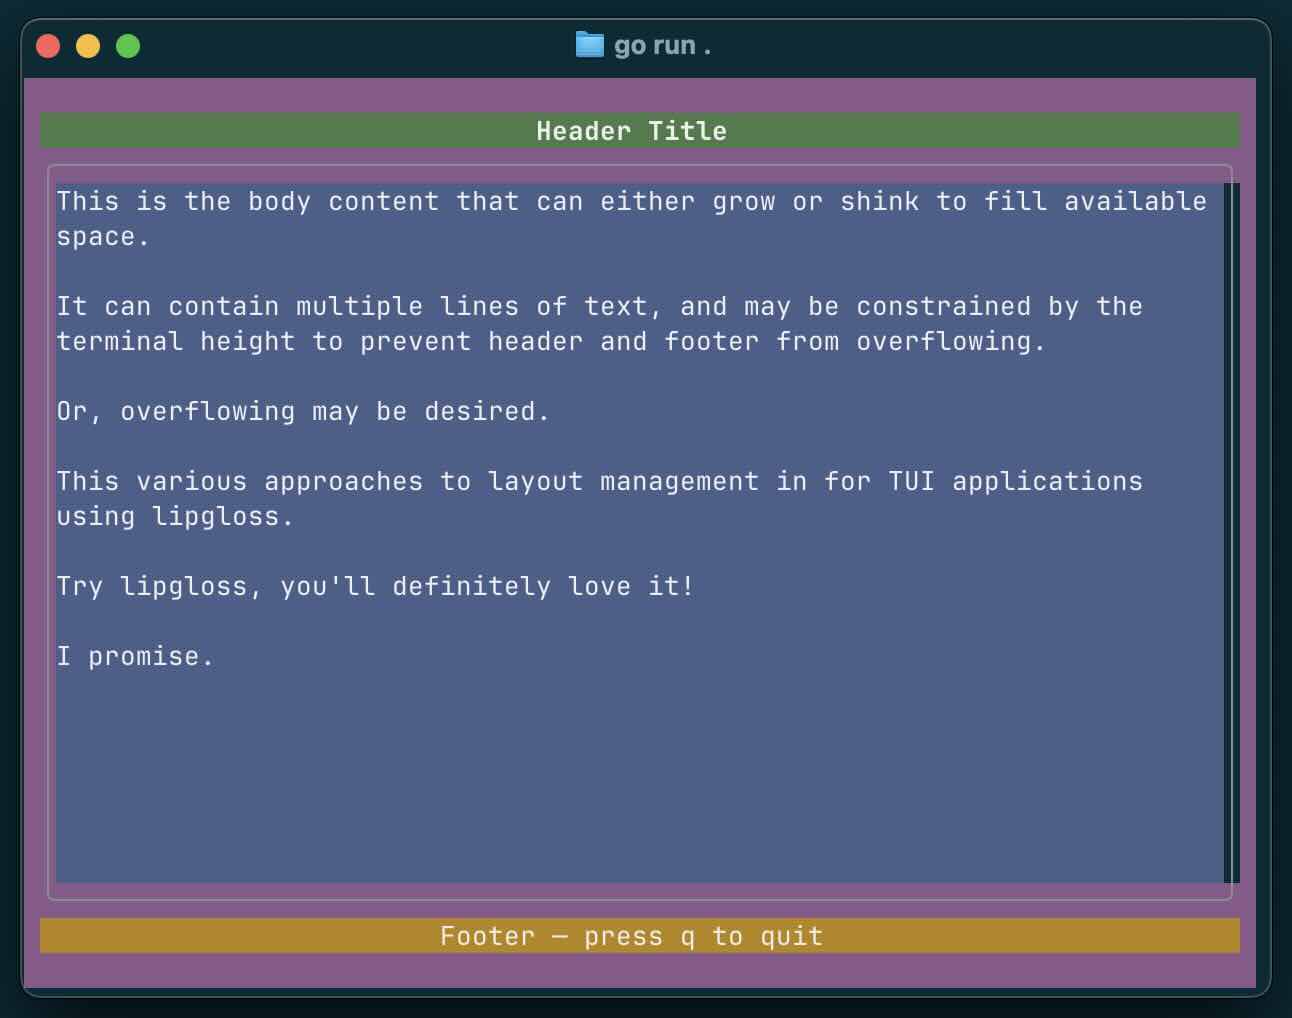 go run .
Header Title
This is the body content that can either grow or shink to fill available
space.
It can contain multiple lines of text, and may be constrained by the
terminal height to prevent header and footer from overflowing.
Or, overflowing may be desired.
This various approaches to layout management in for TUI applications
using lipgloss.
Try lipgloss, you'll definitely love it!
I promise.
Footer — press q to quit